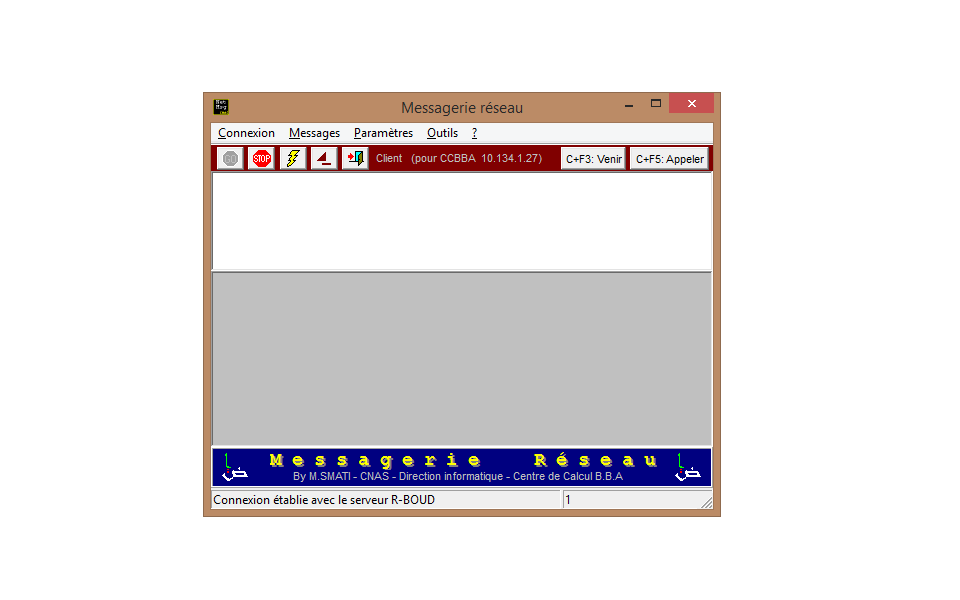 Messagerie réseau
Connexion Messages Paramètres Outils ?
GO STOP Client (pour CCBBA 10.134.1.27) C+F3: Venir C+F5: Appeler
Messagerie Réseau
By M.SMATI - CNAS - Direction informatique - Centre de Calcul B.B.A
Connexion établie avec le serveur R-BOUD 1